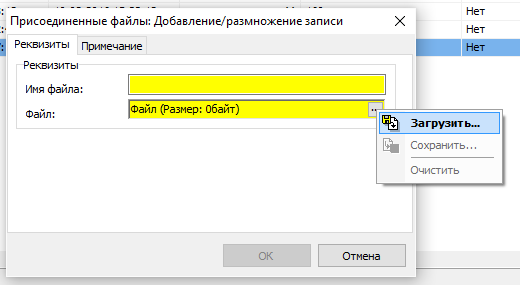 Нет
Присоединенные файлы: Добавление/размножение записи
Нет
Нет
Реквизиты
Примечание
Реквизиты
Имя файла:
Файл:
Файл (Размер: 0байт)
...
Загрузить...
Сохранить...
Очистить
OK
Отмена